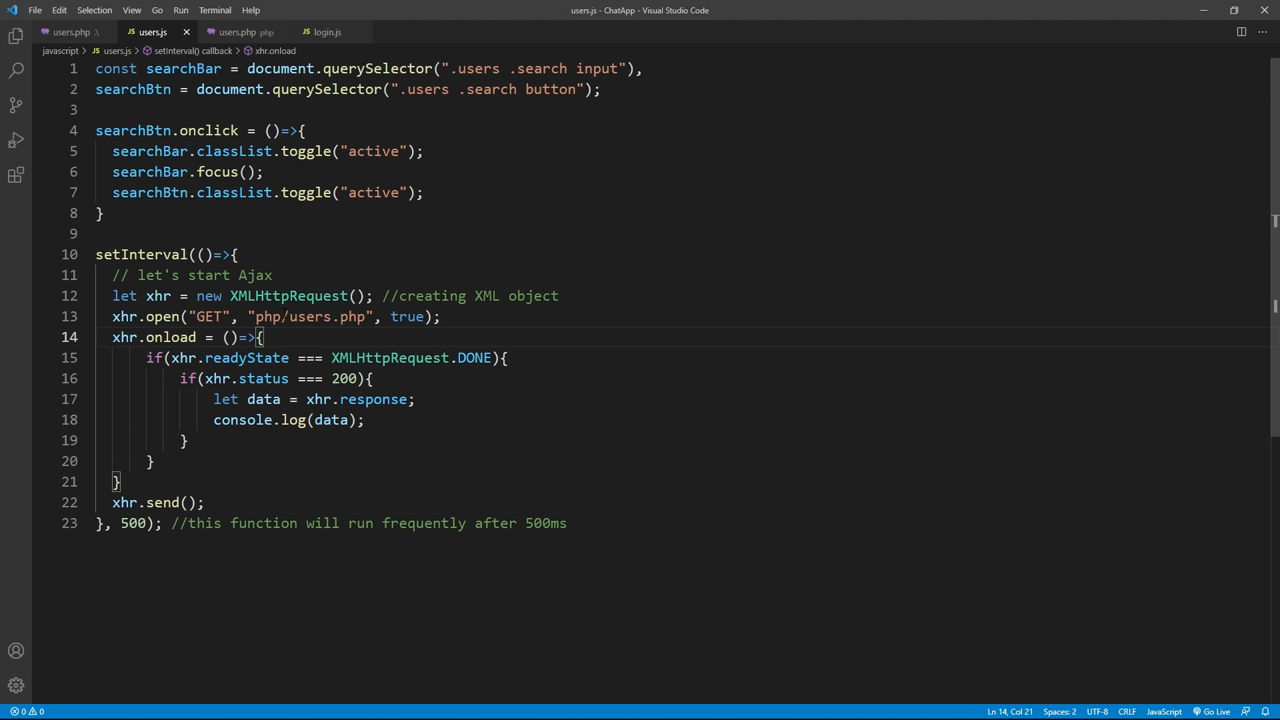 File Edit Selection View Go Run Terminal Help users.js - ChatApp - Visual Studio Code
users.php .\ JS users.js users.php php JS login.js
javascript > JS users.js > setInterval() callback > xhr.onload
1 const searchBar = document.querySelector(".users .search input"),
2 searchBtn = document.querySelector(".users .search button");
3
4 searchBtn.onclick = ()=>{
5   searchBar.classList.toggle("active");
6   searchBar.focus();
7   searchBtn.classList.toggle("active");
8 }
9
10 setInterval(()=>{
11   // let's start Ajax
12   let xhr = new XMLHttpRequest(); //creating XML object
13   xhr.open("GET", "php/users.php", true);
14   xhr.onload = ()=>{
15       if(xhr.readyState === XMLHttpRequest.DONE){
16           if(xhr.status === 200){
17               let data = xhr.response;
18               console.log(data);
19           }
20       }
21   }
22   xhr.send();
23 }, 500); //this function will run frequently after 500ms
0 0 Ln 14, Col 21 Spaces: 2 UTF-8 CRLF JavaScript Go Live